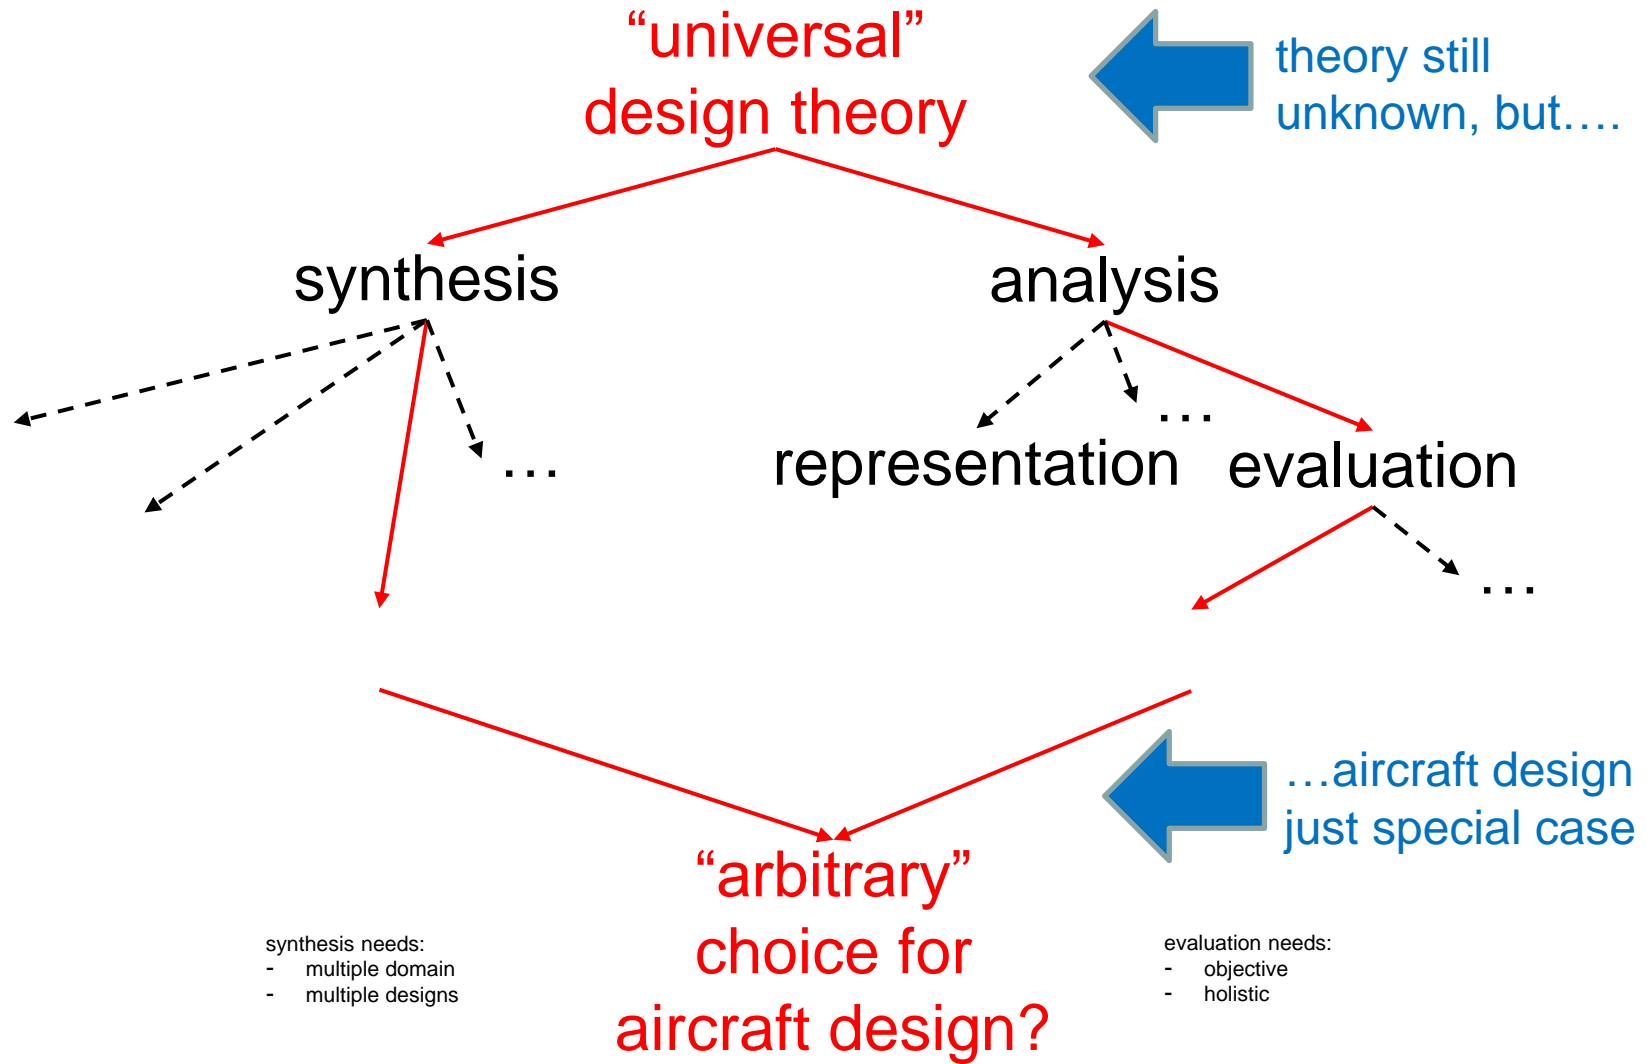 “universal”
design theory
theory still
unknown, but….
synthesis
analysis
…
…
representation
evaluation
…
…aircraft design
just special case
“arbitrary”
choice for
aircraft design?
synthesis needs:
- multiple domain
- multiple designs
evaluation needs:
- objective
- holistic